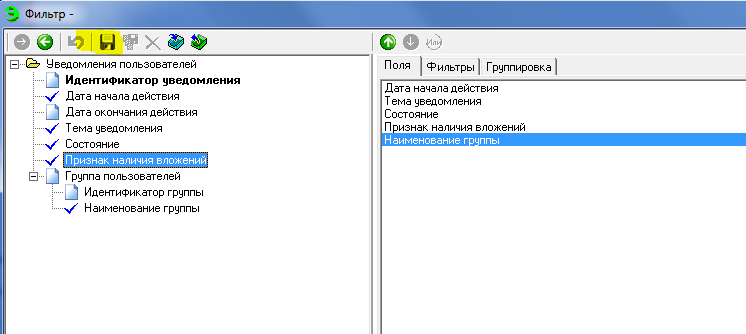 Фильтр -
Или
Уведомления пользователей
Идентификатор уведомления
Дата начала действия
Дата окончания действия
Тема уведомления
Состояние
Признак наличия вложений
Группа пользователей
Идентификатор группы
Наименование группы
Поля
Фильтры
Группировка
Дата начала действия
Тема уведомления
Состояние
Признак наличия вложений
Наименование группы